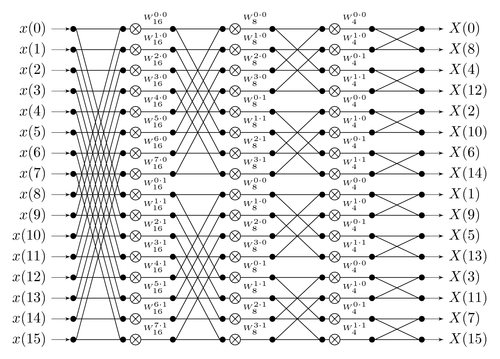 x(0) W_{16}^{0·0} W_8^{0·0} W_4^{0·0} X(0)
x(1) W_{16}^{1·0} W_8^{1·0} W_4^{1·0} X(8)
x(2) W_{16}^{2·0} W_8^{2·0} W_4^{0·1} X(4)
x(3) W_{16}^{3·0} W_8^{3·0} W_4^{1·1} X(12)
x(4) W_{16}^{4·0} W_8^{0·1} W_4^{0·0} X(2)
x(5) W_{16}^{5·0} W_8^{1·1} W_4^{1·0} X(10)
x(6) W_{16}^{6·0} W_8^{2·1} W_4^{0·1} X(6)
x(7) W_{16}^{7·0} W_8^{3·1} W_4^{1·1} X(14)
x(8) W_{16}^{0·1} W_8^{0·0} W_4^{0·0} X(1)
x(9) W_{16}^{1·1} W_8^{1·0} W_4^{1·0} X(9)
x(10) W_{16}^{2·1} W_8^{2·0} W_4^{0·1} X(5)
x(11) W_{16}^{3·1} W_8^{3·0} W_4^{1·1} X(13)
x(12) W_{16}^{4·1} W_8^{0·1} W_4^{0·0} X(3)
x(13) W_{16}^{5·1} W_8^{1·1} W_4^{1·0} X(11)
x(14) W_{16}^{6·1} W_8^{2·1} W_4^{0·1} X(7)
x(15) W_{16}^{7·1} W_8^{3·1} W_4^{1·1} X(15)